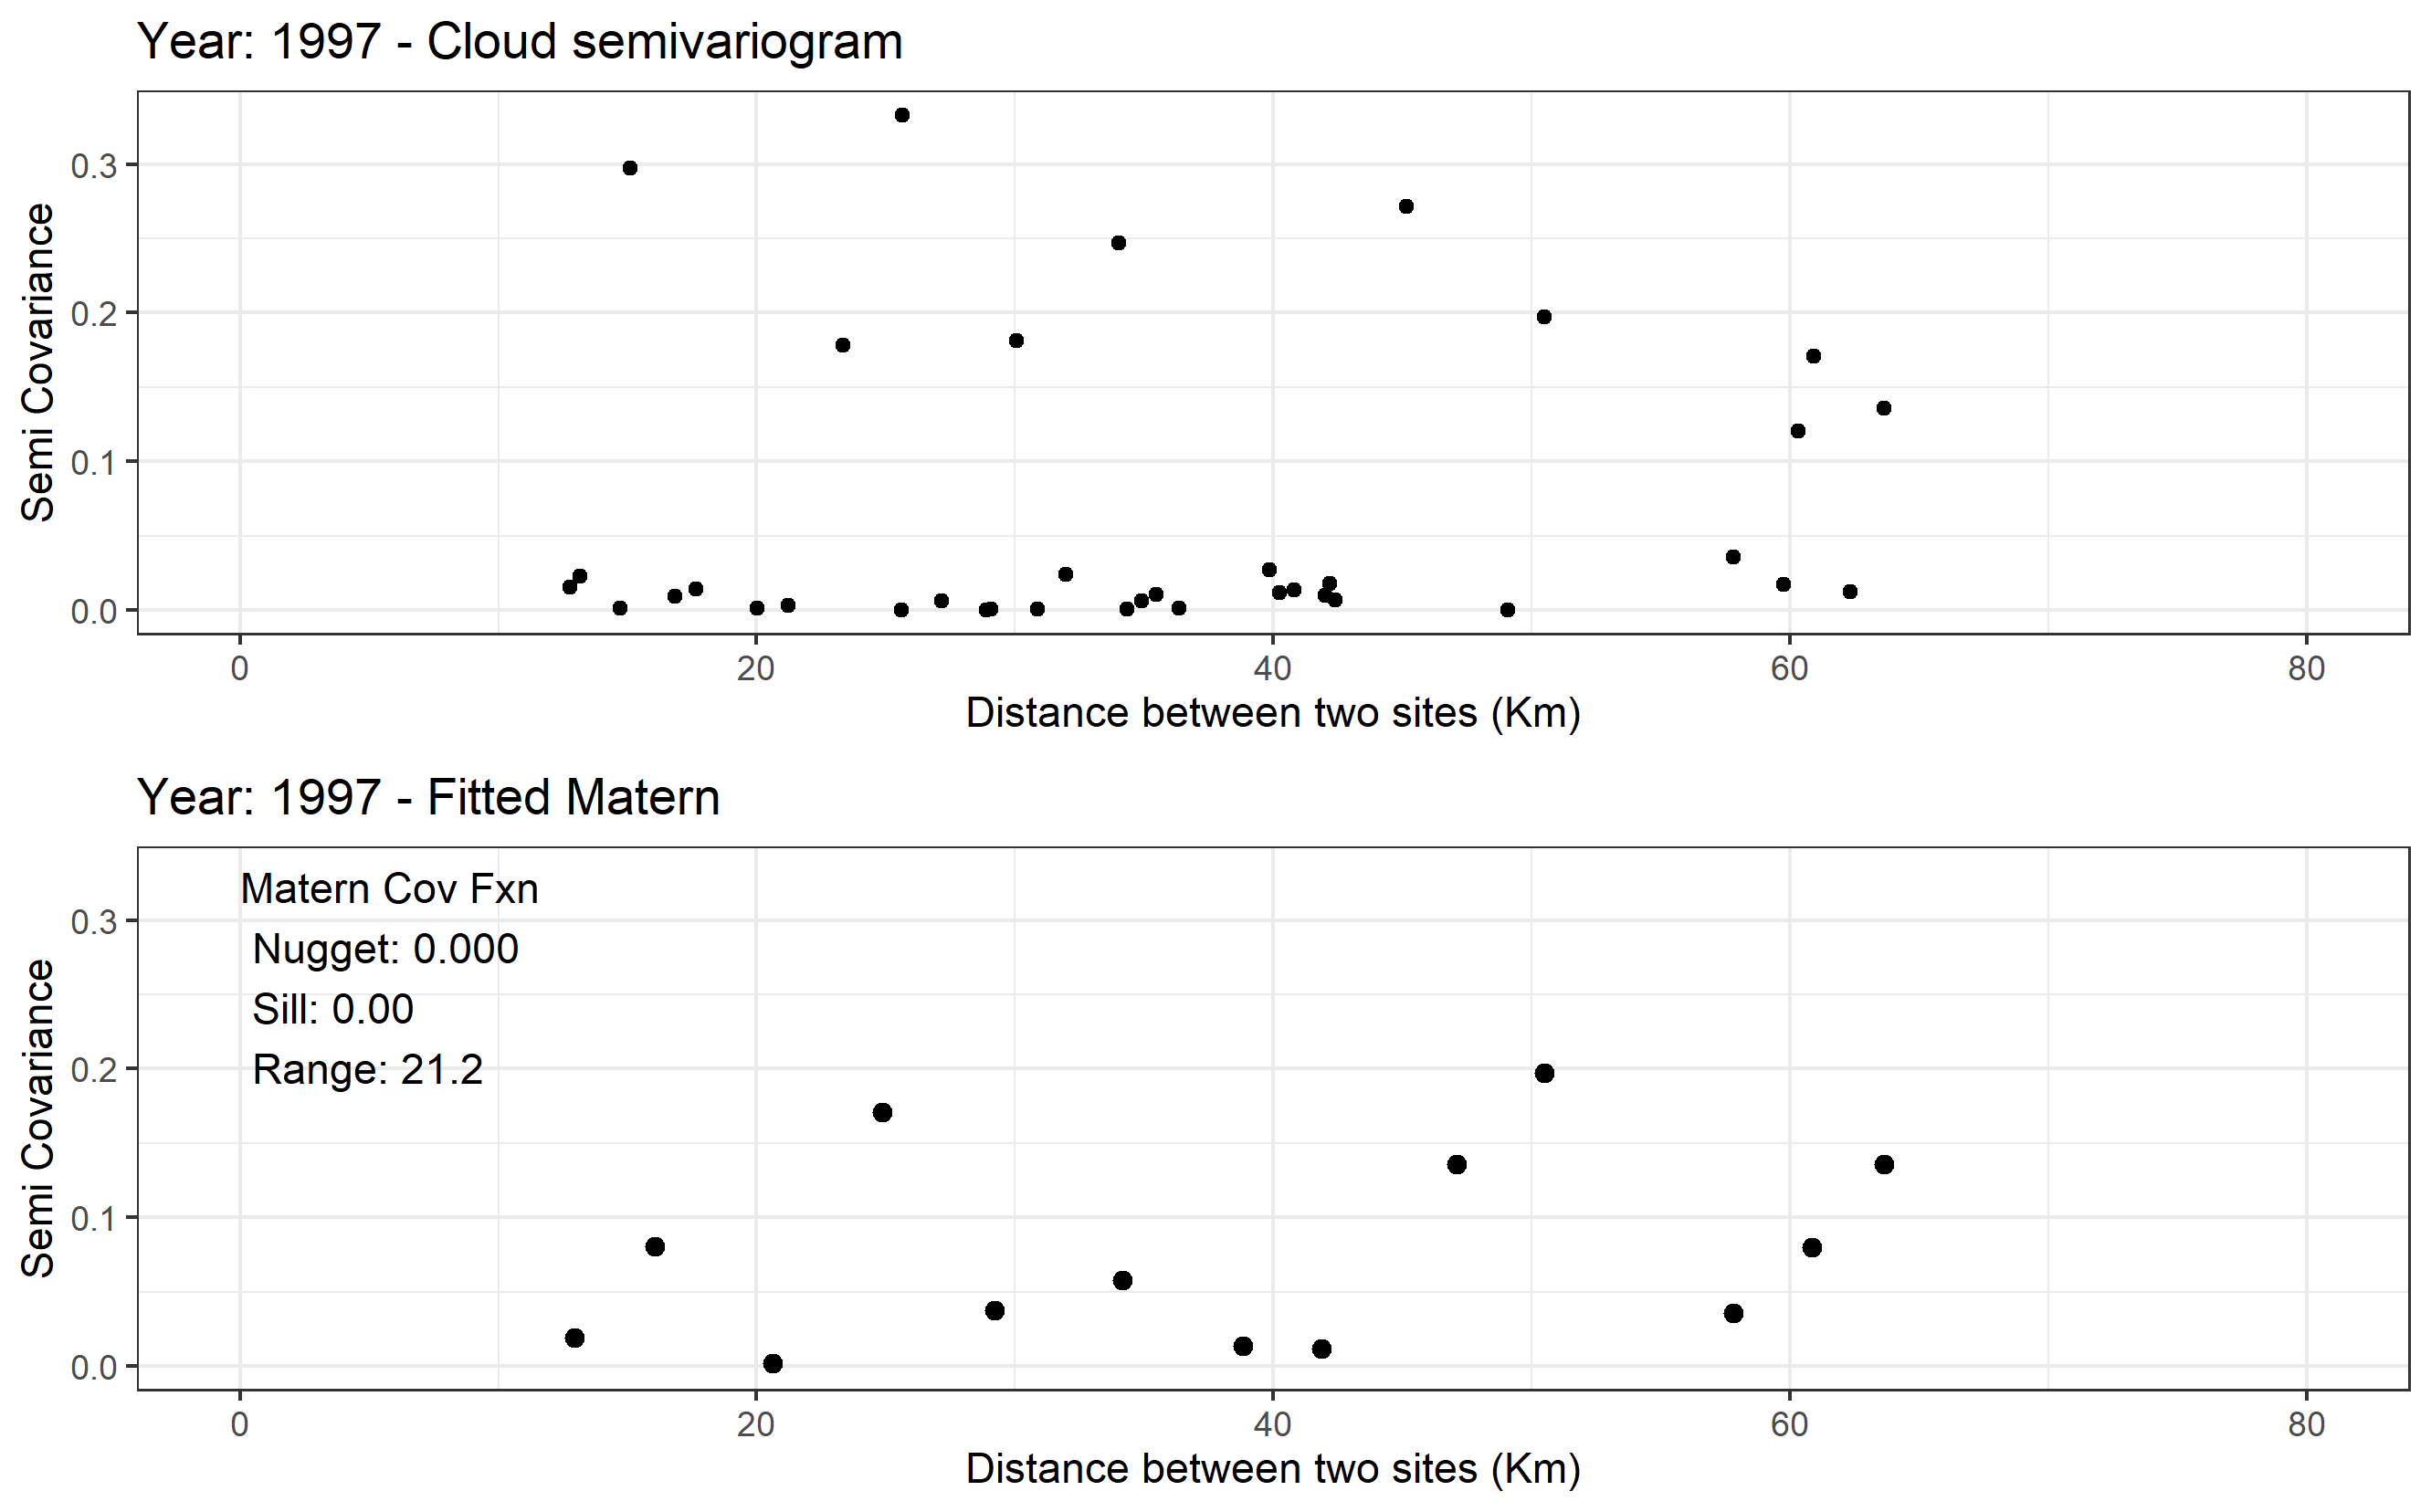 Year: 1997 - Cloud semivariogram
Semi Covariance
0.3
0.2
0.1
0.0
0 20 40 60 80
Distance between two sites (Km)
Year: 1997 - Fitted Matern
Semi Covariance
Matern Cov Fxn
Nugget: 0.000
Sill: 0.00
Range: 21.2
0.3
0.2
0.1
0.0
0 20 40 60 80
Distance between two sites (Km)